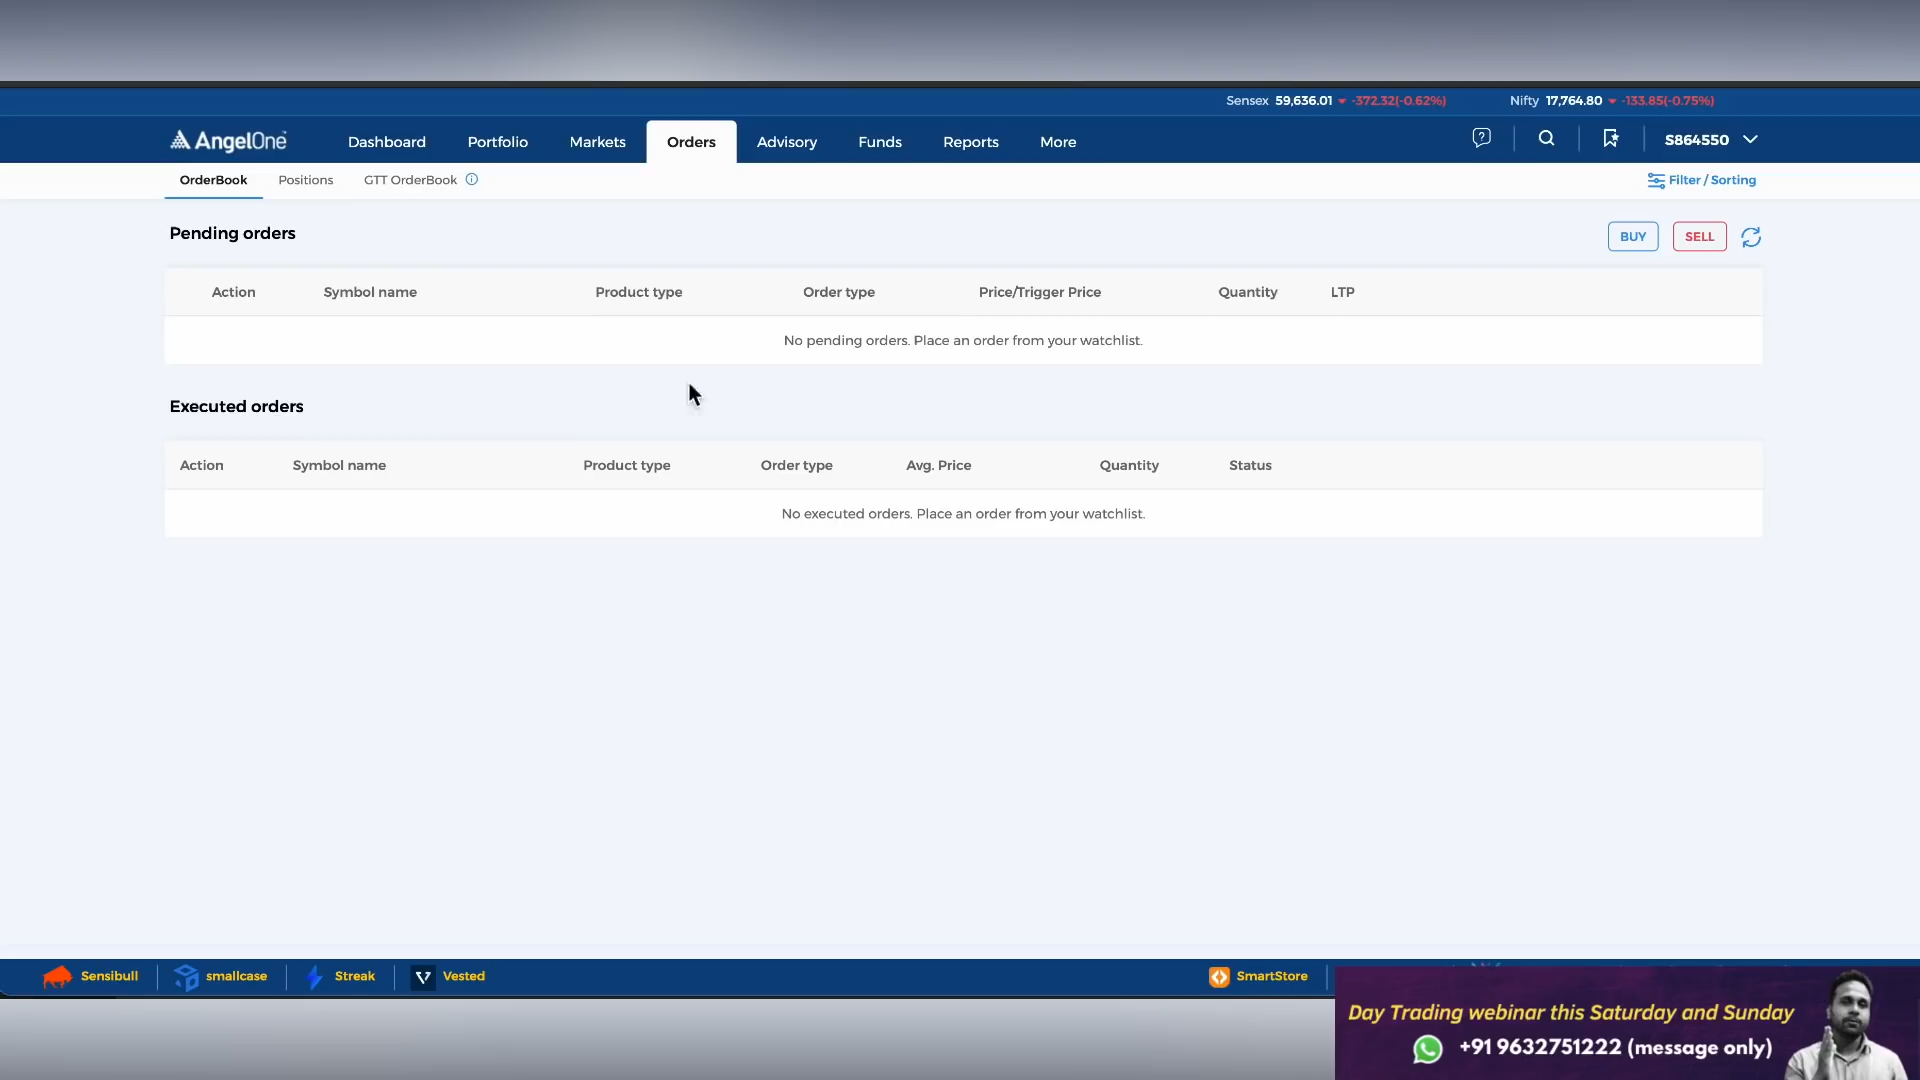 Sensex 59,636.01 -372.32(-0.62%) Nifty 17,764.80 -133.85(-0.75%)
AngelOne Dashboard Portfolio Markets Orders Advisory Funds Reports More S864550
OrderBook Positions GTT OrderBook Filter / Sorting
Pending orders BUY SELL
Action Symbol name Product type Order type Price/Trigger Price Quantity LTP
No pending orders. Place an order from your watchlist.
Executed orders
Action Symbol name Product type Order type Avg. Price Quantity Status
No executed orders. Place an order from your watchlist.
Sensibull smallcase Streak Vested SmartStore
Day Trading webinar this Saturday and Sunday
+91 9632751222 (message only)